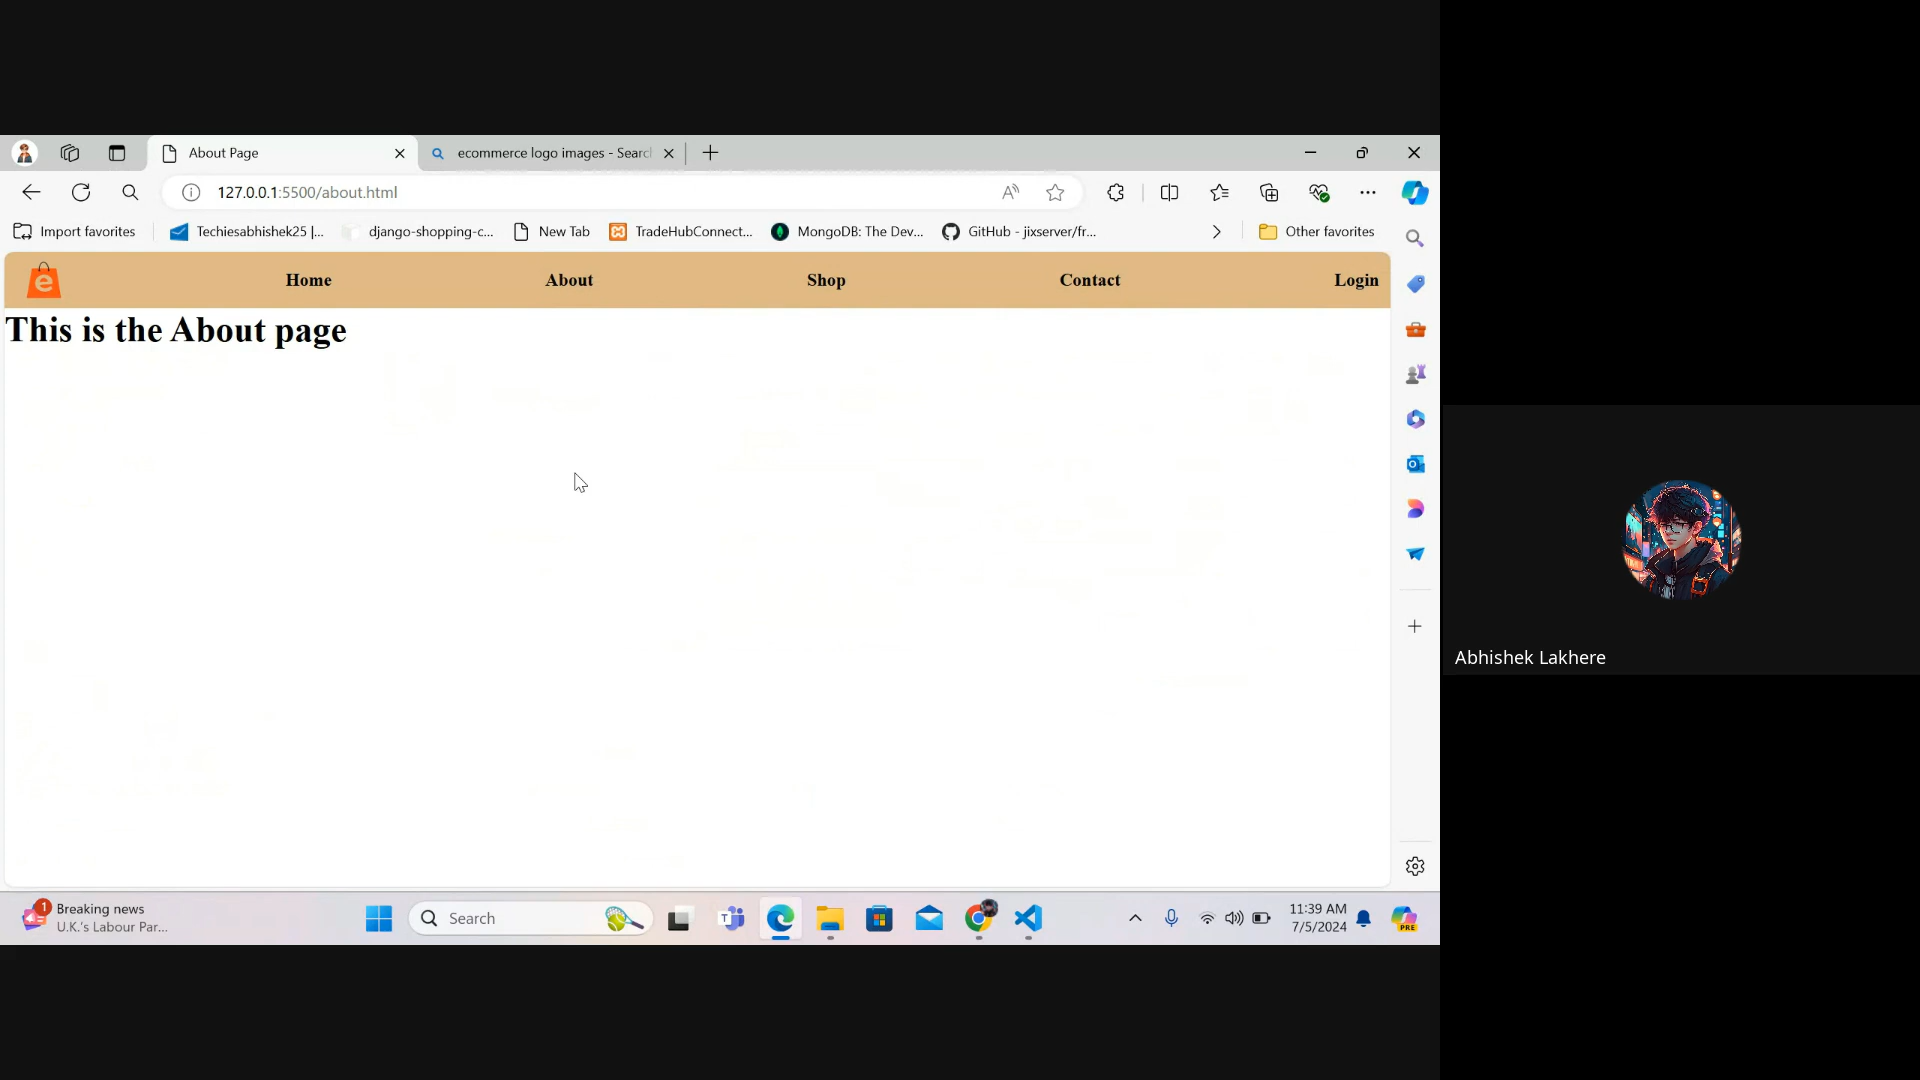 About Page
ecommerce logo images - Searc
127.0.0.1:5500/about.html
Import favorites
Techiesabhishek25 |...
django-shopping-c...
New Tab
TradeHubConnect...
MongoDB: The Dev...
GitHub - jixserver/fr...
Other favorites
e
Home
About
Shop
Contact
Login
This is the About page
Abhishek Lakhere
1
Breaking news
U.K.'s Labour Par...
Search
11:39 AM
7/5/2024
PRE